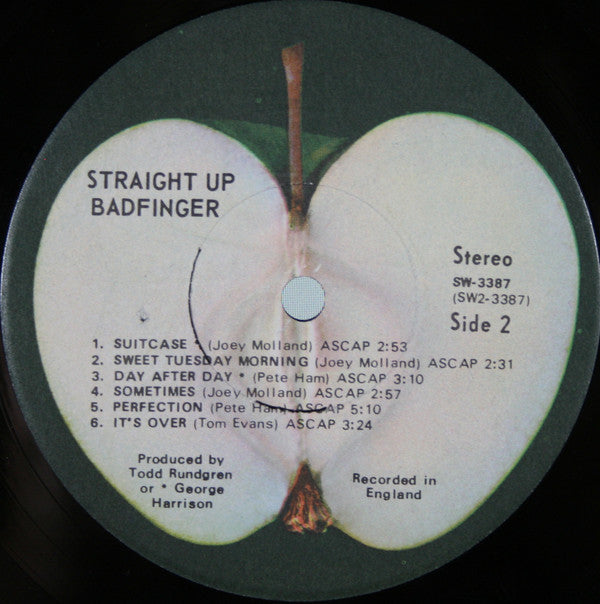 STRAIGHT UP
BADFINGER
Stereo
SW-3387
(SW2-3387)
Side 2
1. SUITCASE * (Joey Molland) ASCAP 2:53
2. SWEET TUESDAY MORNING (Joey Molland) ASCAP 2:31
3. DAY AFTER DAY * (Pete Ham) ASCAP 3:10
4. SOMETIMES (Joey Molland) ASCAP 2:57
5. PERFECTION (Pete Ham) ASCAP 5:10
6. IT'S OVER (Tom Evans) ASCAP 3:24
Produced by
Todd Rundgren
or * George
Harrison
Recorded in
England